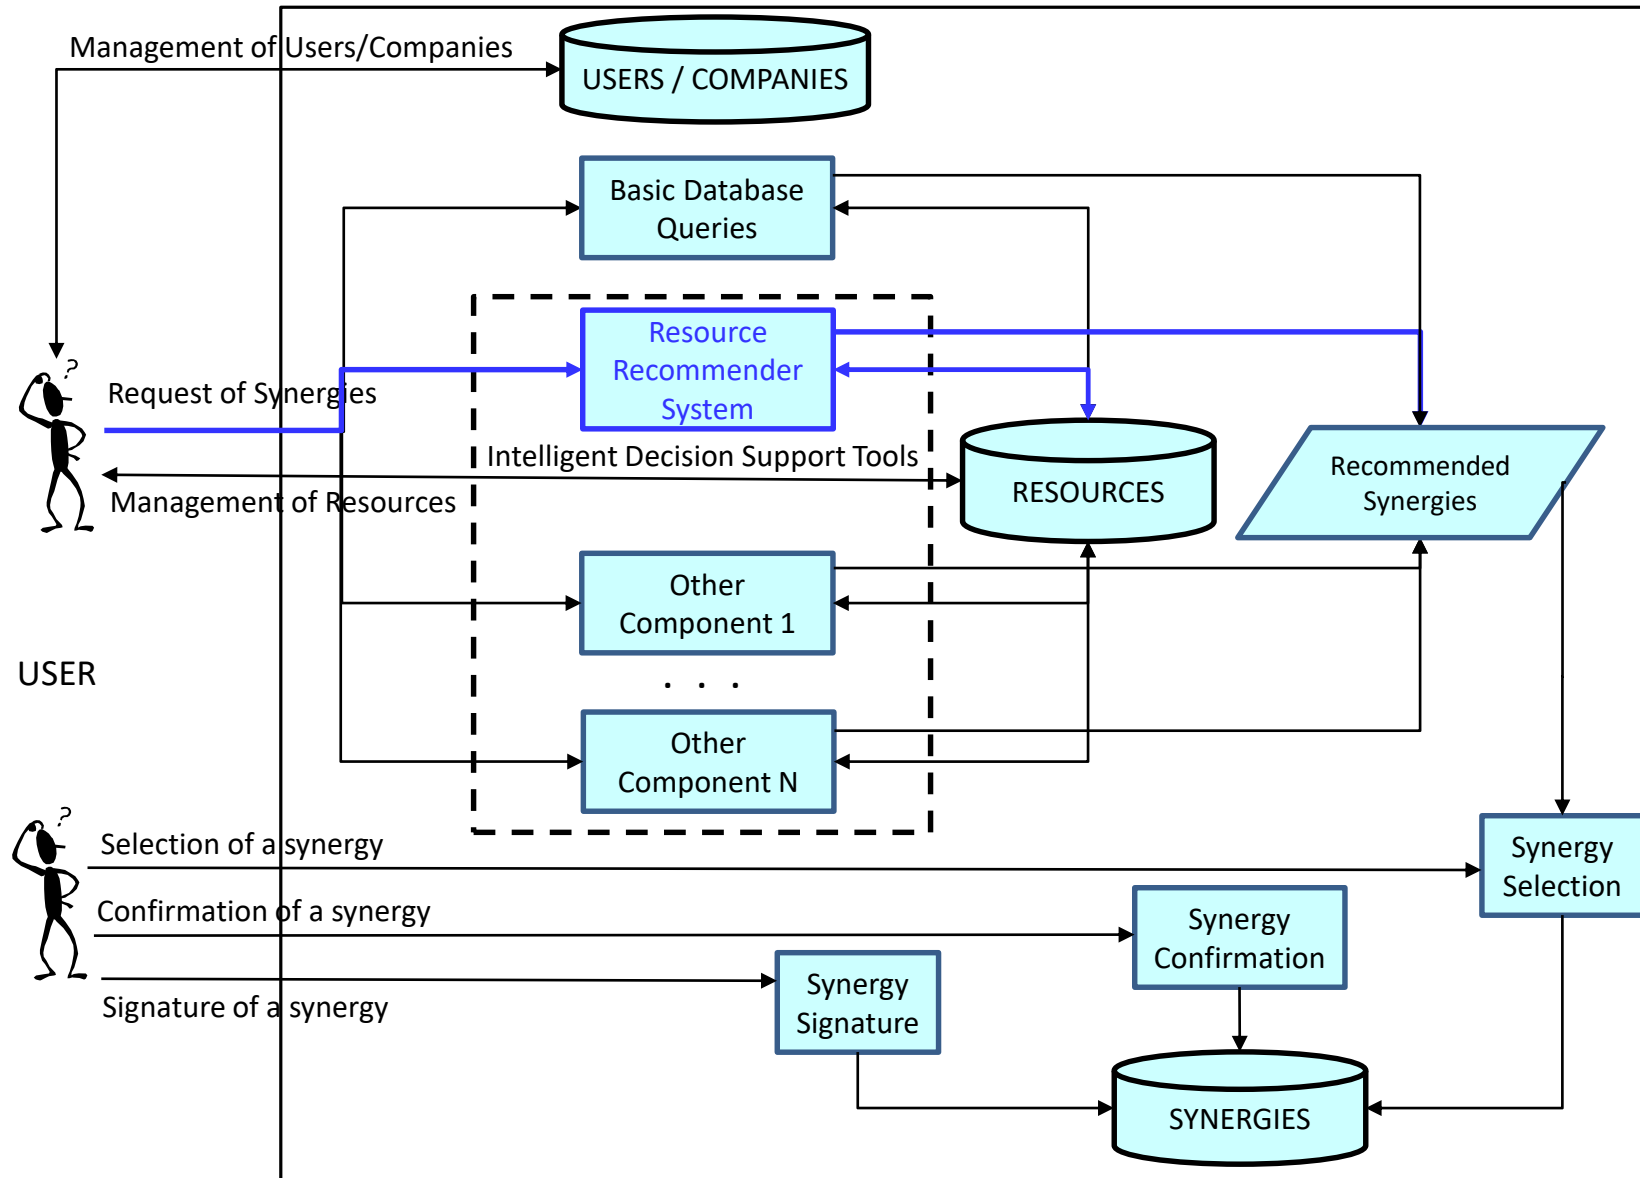 Management of Users/Companies
USERS / COMPANIES
Basic Database
Queries
?
Resource
Recommender
System
Request of Synergies
Intelligent Decision Support Tools
Management of Resources
RESOURCES
Recommended
Synergies
Other
Component 1
. . .
USER
Other
Component N
?
Selection of a synergy
Synergy
Selection
Confirmation of a synergy
Synergy
Confirmation
Signature of a synergy
Synergy
Signature
SYNERGIES